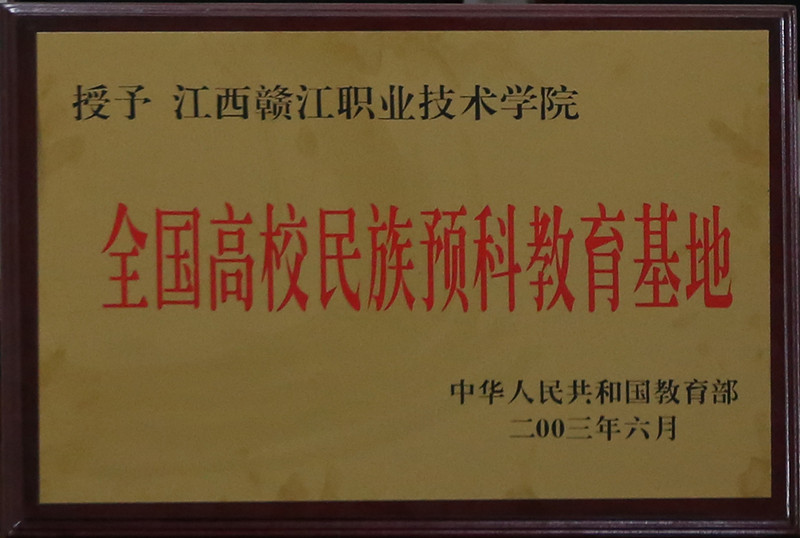 授予 江西赣江职业技术学院
全国高校民族预科教育基地
中华人民共和国教育部
二00三年六月